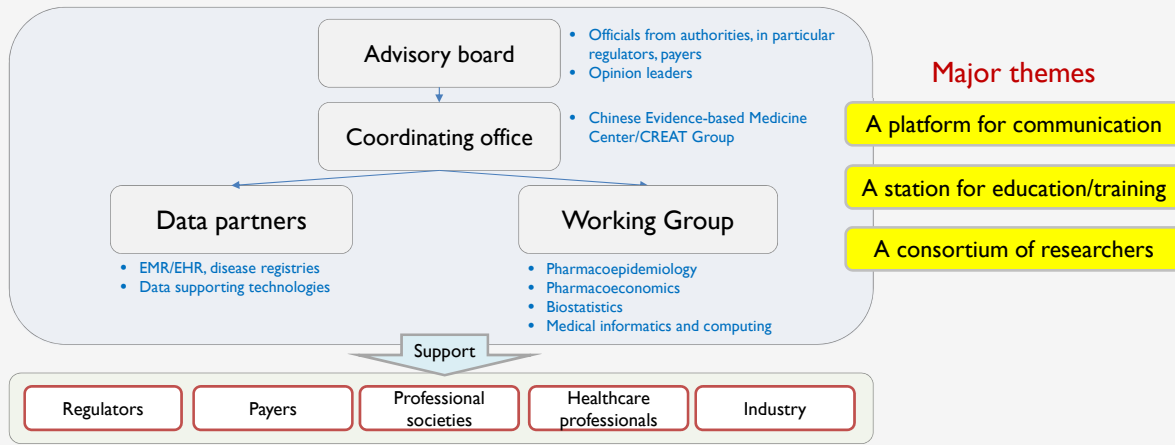 Advisory board
• Officials from authorities, in particular
regulators, payers
• Opinion leaders
Coordinating office
• Chinese Evidence-based Medicine
Center/CREAT Group
Data partners
• EMR/EHR, disease registries
• Data supporting technologies
Working Group
• Pharmacoepidemiology
• Pharmacoeconomics
• Biostatistics
• Medical informatics and computing
Major themes
A platform for communication
A station for education/training
A consortium of researchers
Support
Regulators
Payers
Professional
societies
Healthcare
professionals
Industry